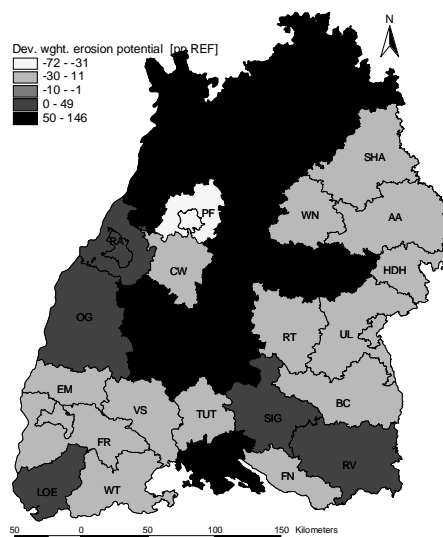 N
Dev. wght. erosion potential [pp REF]
-72 - -31
-30 - 11
-10 - -1
0 - 49
50 - 146
SHA
PF
WN
AA
RA
CW
HDH
OG
RT
UL
EM
VS
TUT
SIG
BC
FR
LOE
WT
FN
RV
50 0 50 100 150 Kilometers